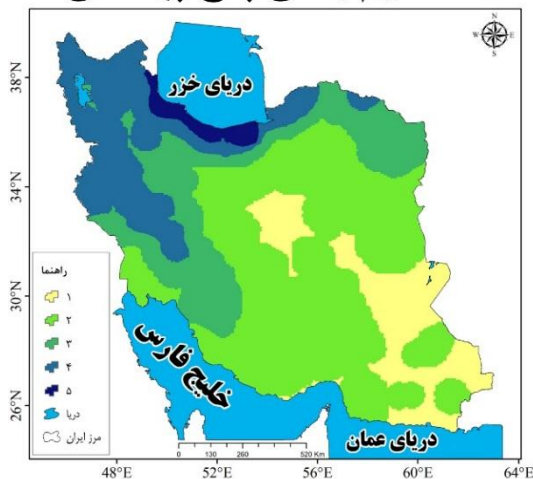 N
W E
S
38°N
34°N
30°N
26°N
دریای خزر
خلیج فارس
دریای عمان
راهنما
۱
۲
۳
۴
۵
دریا
مرز ایران
0 130 260 520 Km
48°E 52°E 56°E 60°E 64°E